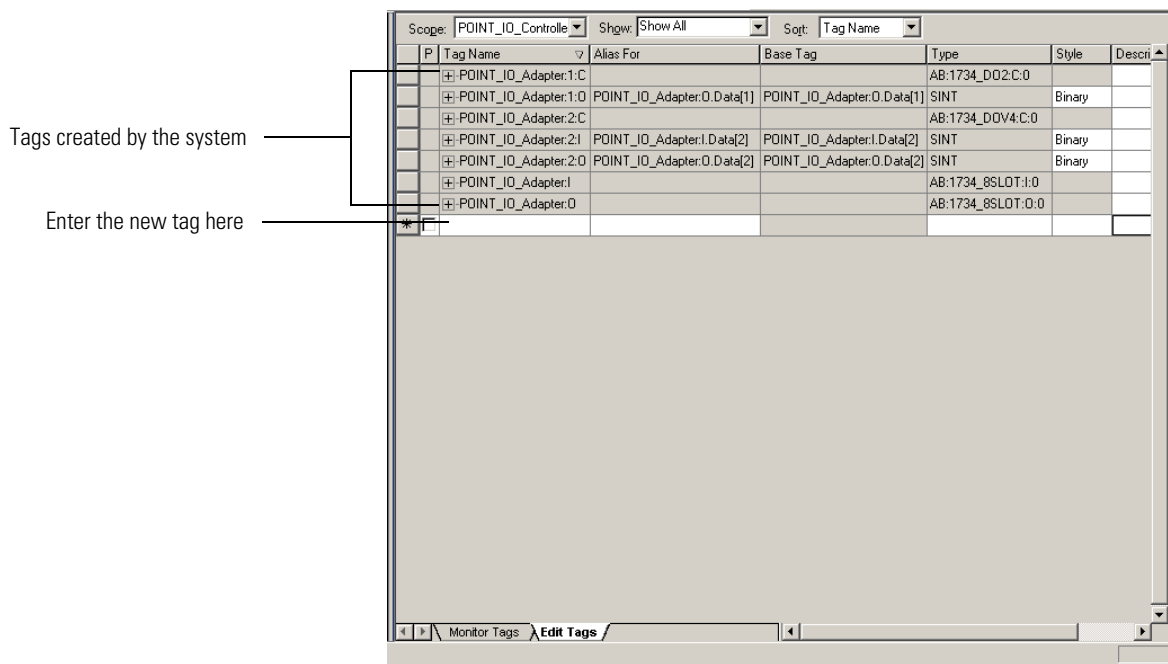 Scope: POINT_IO_Controlle Show: Show All Sort: Tag Name
P Tag Name Alias For Base Tag Type Style Descri
POINT_IO_Adapter:1:C AB:1734_DO2:C:0
POINT_IO_Adapter:1:O POINT_IO_Adapter:O.Data[1] POINT_IO_Adapter:O.Data[1] SINT Binary
POINT_IO_Adapter:2:C AB:1734_DOV4:C:0
Tags created by the system
POINT_IO_Adapter:2:I POINT_IO_Adapter:I.Data[2] POINT_IO_Adapter:I.Data[2] SINT Binary
POINT_IO_Adapter:2:O POINT_IO_Adapter:O.Data[2] POINT_IO_Adapter:O.Data[2] SINT Binary
POINT_IO_Adapter:I AB:1734_8SLOT:I:0
POINT_IO_Adapter:O AB:1734_8SLOT:O:0
Enter the new tag here
Monitor Tags Edit Tags